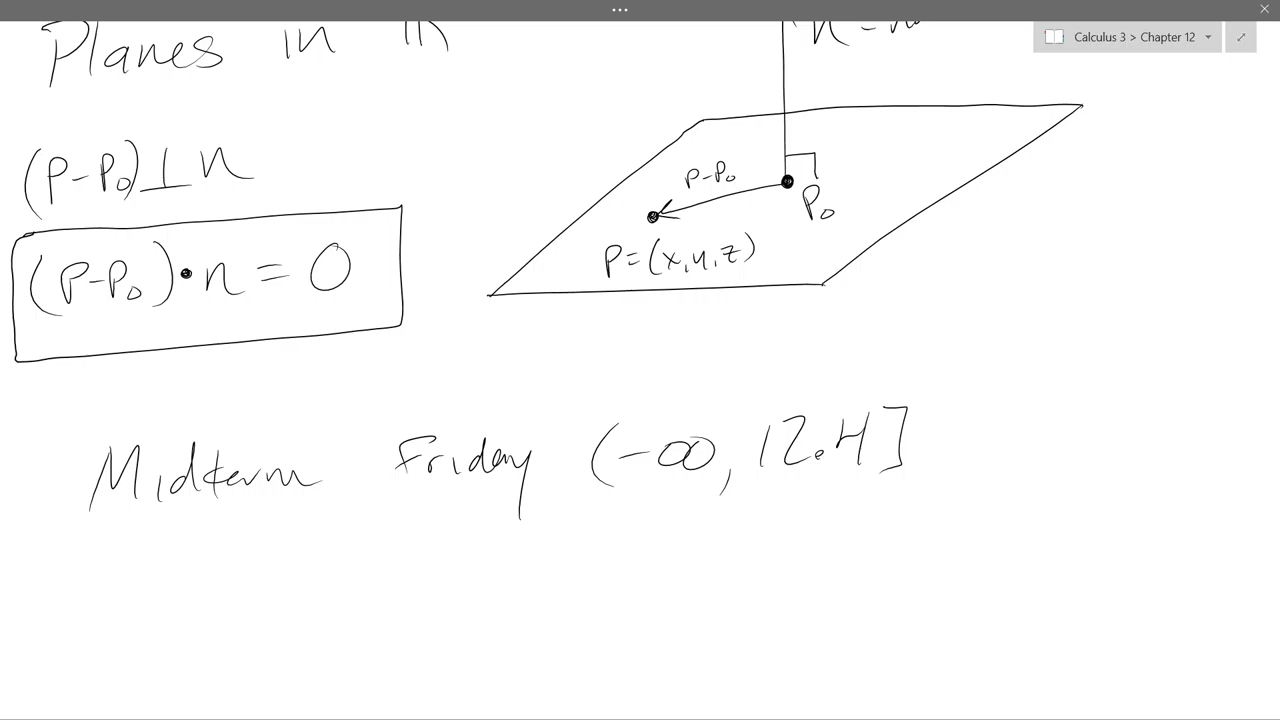 Calculus 3 > Chapter 12
Planes in
(P-P₀)⊥n
(P-P₀)•n = 0
P-P₀
P₀
P=(x,y,z)
Midterm Friday (-∞, 12.4]